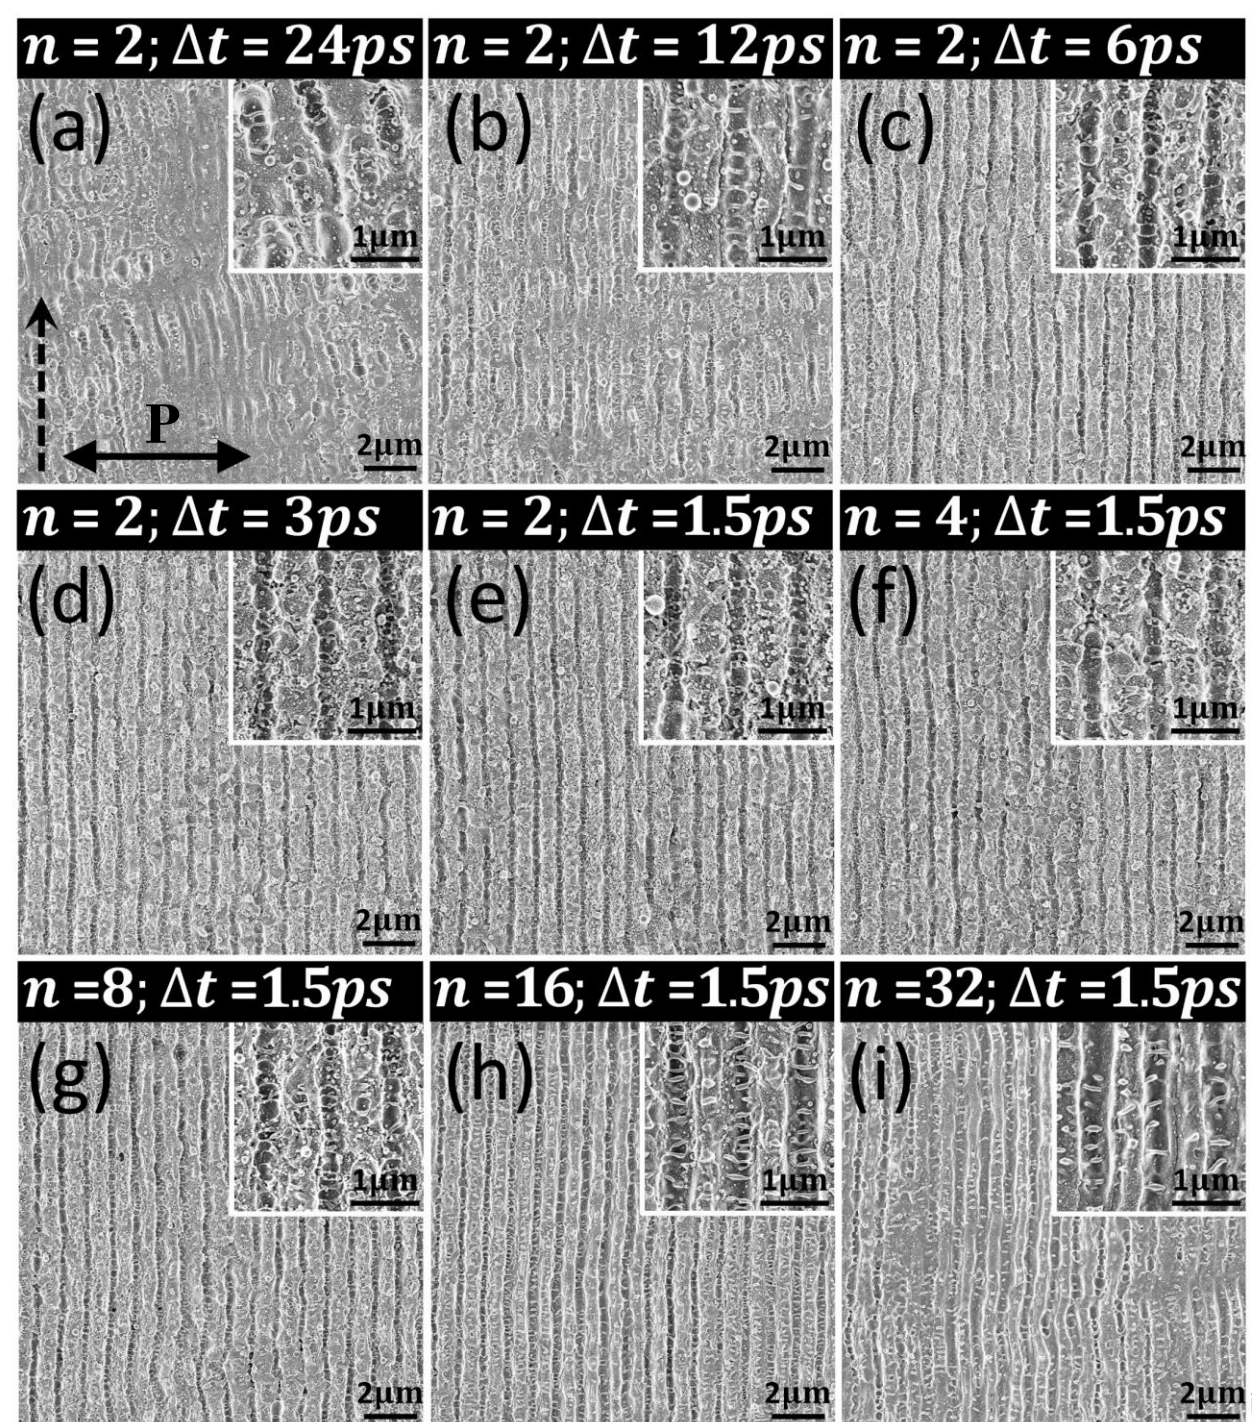 n = 2; Δt = 24ps
n = 2; Δt = 12ps
n = 2; Δt = 6ps
(a)
1μm
P
2μm
(b)
1μm
2μm
(c)
1μm
2μm
n = 2; Δt = 3ps
n = 2; Δt =1.5ps
n = 4; Δt =1.5ps
(d)
1μm
2μm
(e)
1μm
2μm
(f)
1μm
2μm
n =8; Δt =1.5ps
n =16; Δt =1.5ps
n =32; Δt =1.5ps
(g)
1μm
2μm
(h)
1μm
2μm
(i)
1μm
2μm